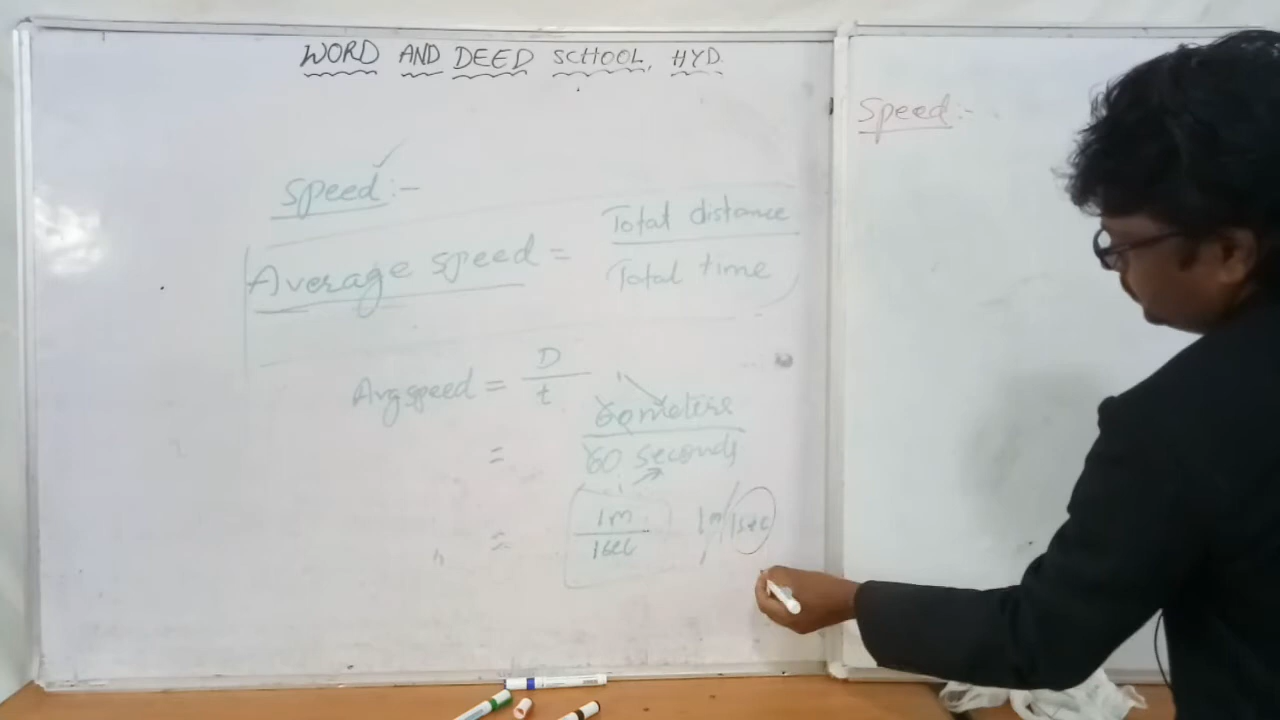 WORD AND DEED SCHOOL, HYD.
Speed:-
Average speed = Total distance
Total time
Avg speed = D
t
= 60 meters
60 seconds
= 1m
1sec
1m/1sec
Speed:-